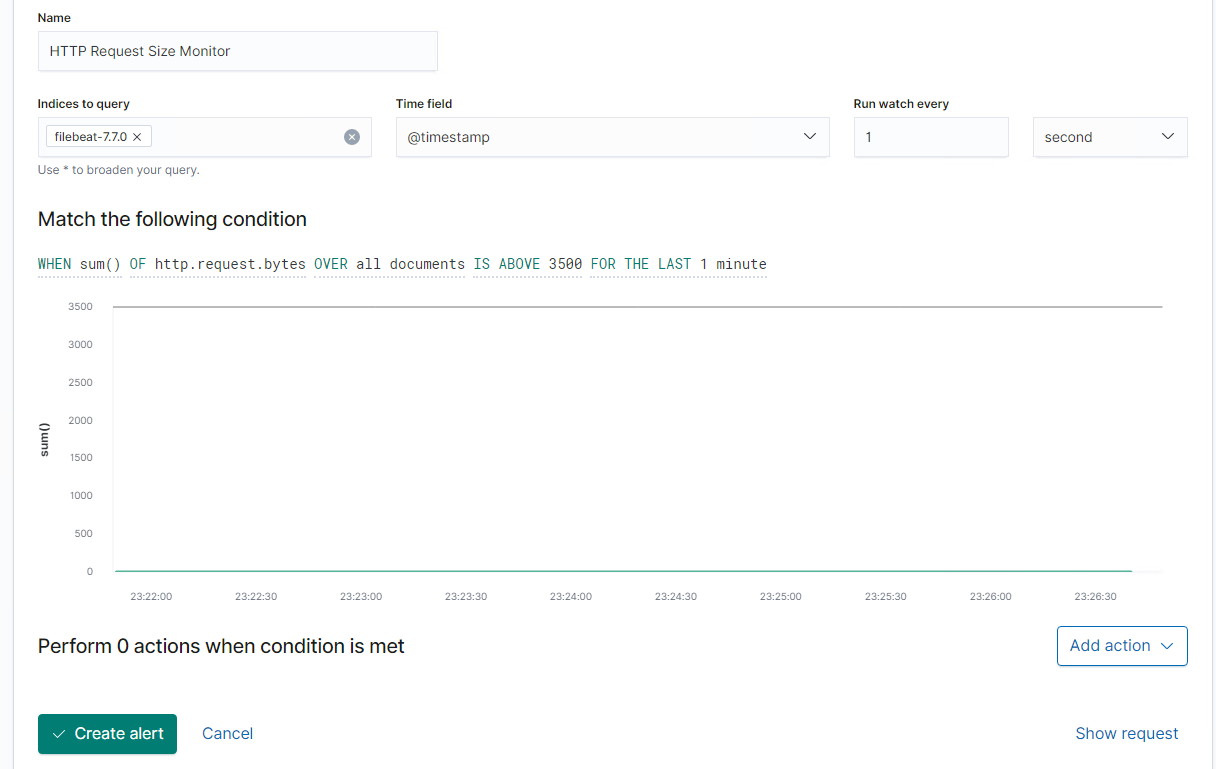 Name
HTTP Request Size Monitor
Indices to query Time field Run watch every
filebeat-7.7.0 @timestamp 1 second
Use * to broaden your query.
Match the following condition
WHEN sum() OF http.request.bytes OVER all documents IS ABOVE 3500 FOR THE LAST 1 minute
3500
3000
2500
2000
1500
1000
500
0
sum()
23:22:00 23:22:30 23:23:00 23:23:30 23:24:00 23:24:30 23:25:00 23:25:30 23:26:00 23:26:30
Perform 0 actions when condition is met Add action
Create alert Cancel Show request